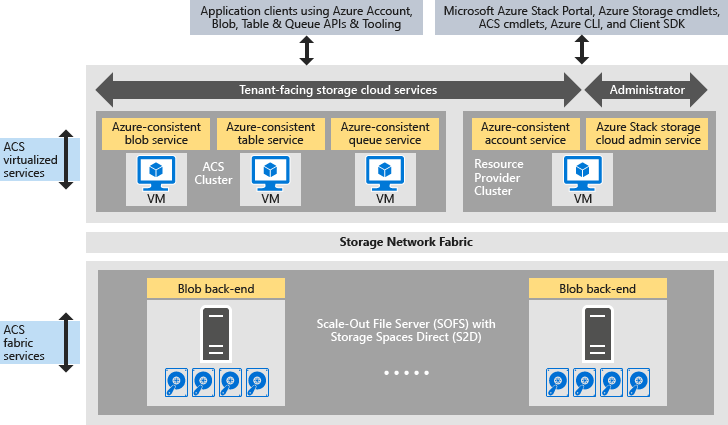 Application clients using Azure Account,
Blob, Table & Queue APIs & Tooling
Microsoft Azure Stack Portal, Azure Storage cmdlets,
ACS cmdlets, Azure CLI, and Client SDK
Tenant-facing storage cloud services
Administrator
ACS
virtualized
services
Azure-consistent
blob service
Azure-consistent
table service
Azure-consistent
queue service
Azure-consistent
account service
Azure Stack storage
cloud admin service
VM
ACS
Cluster
VM
VM
Resource
Provider
Cluster
VM
Storage Network Fabric
ACS
fabric
services
Blob back-end
Scale-Out File Server (SOFS) with
Storage Spaces Direct (S2D)
Blob back-end